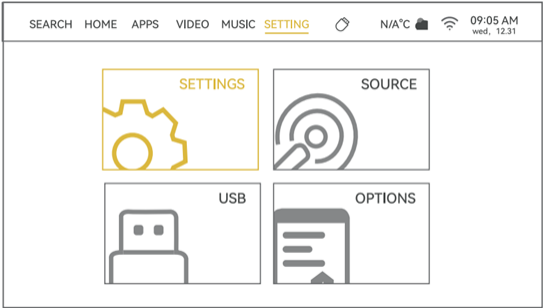 SEARCH HOME APPS VIDEO MUSIC SETTING N/A°C 09:05 AM
wed, 12.31
SETTINGS SOURCE
USB OPTIONS